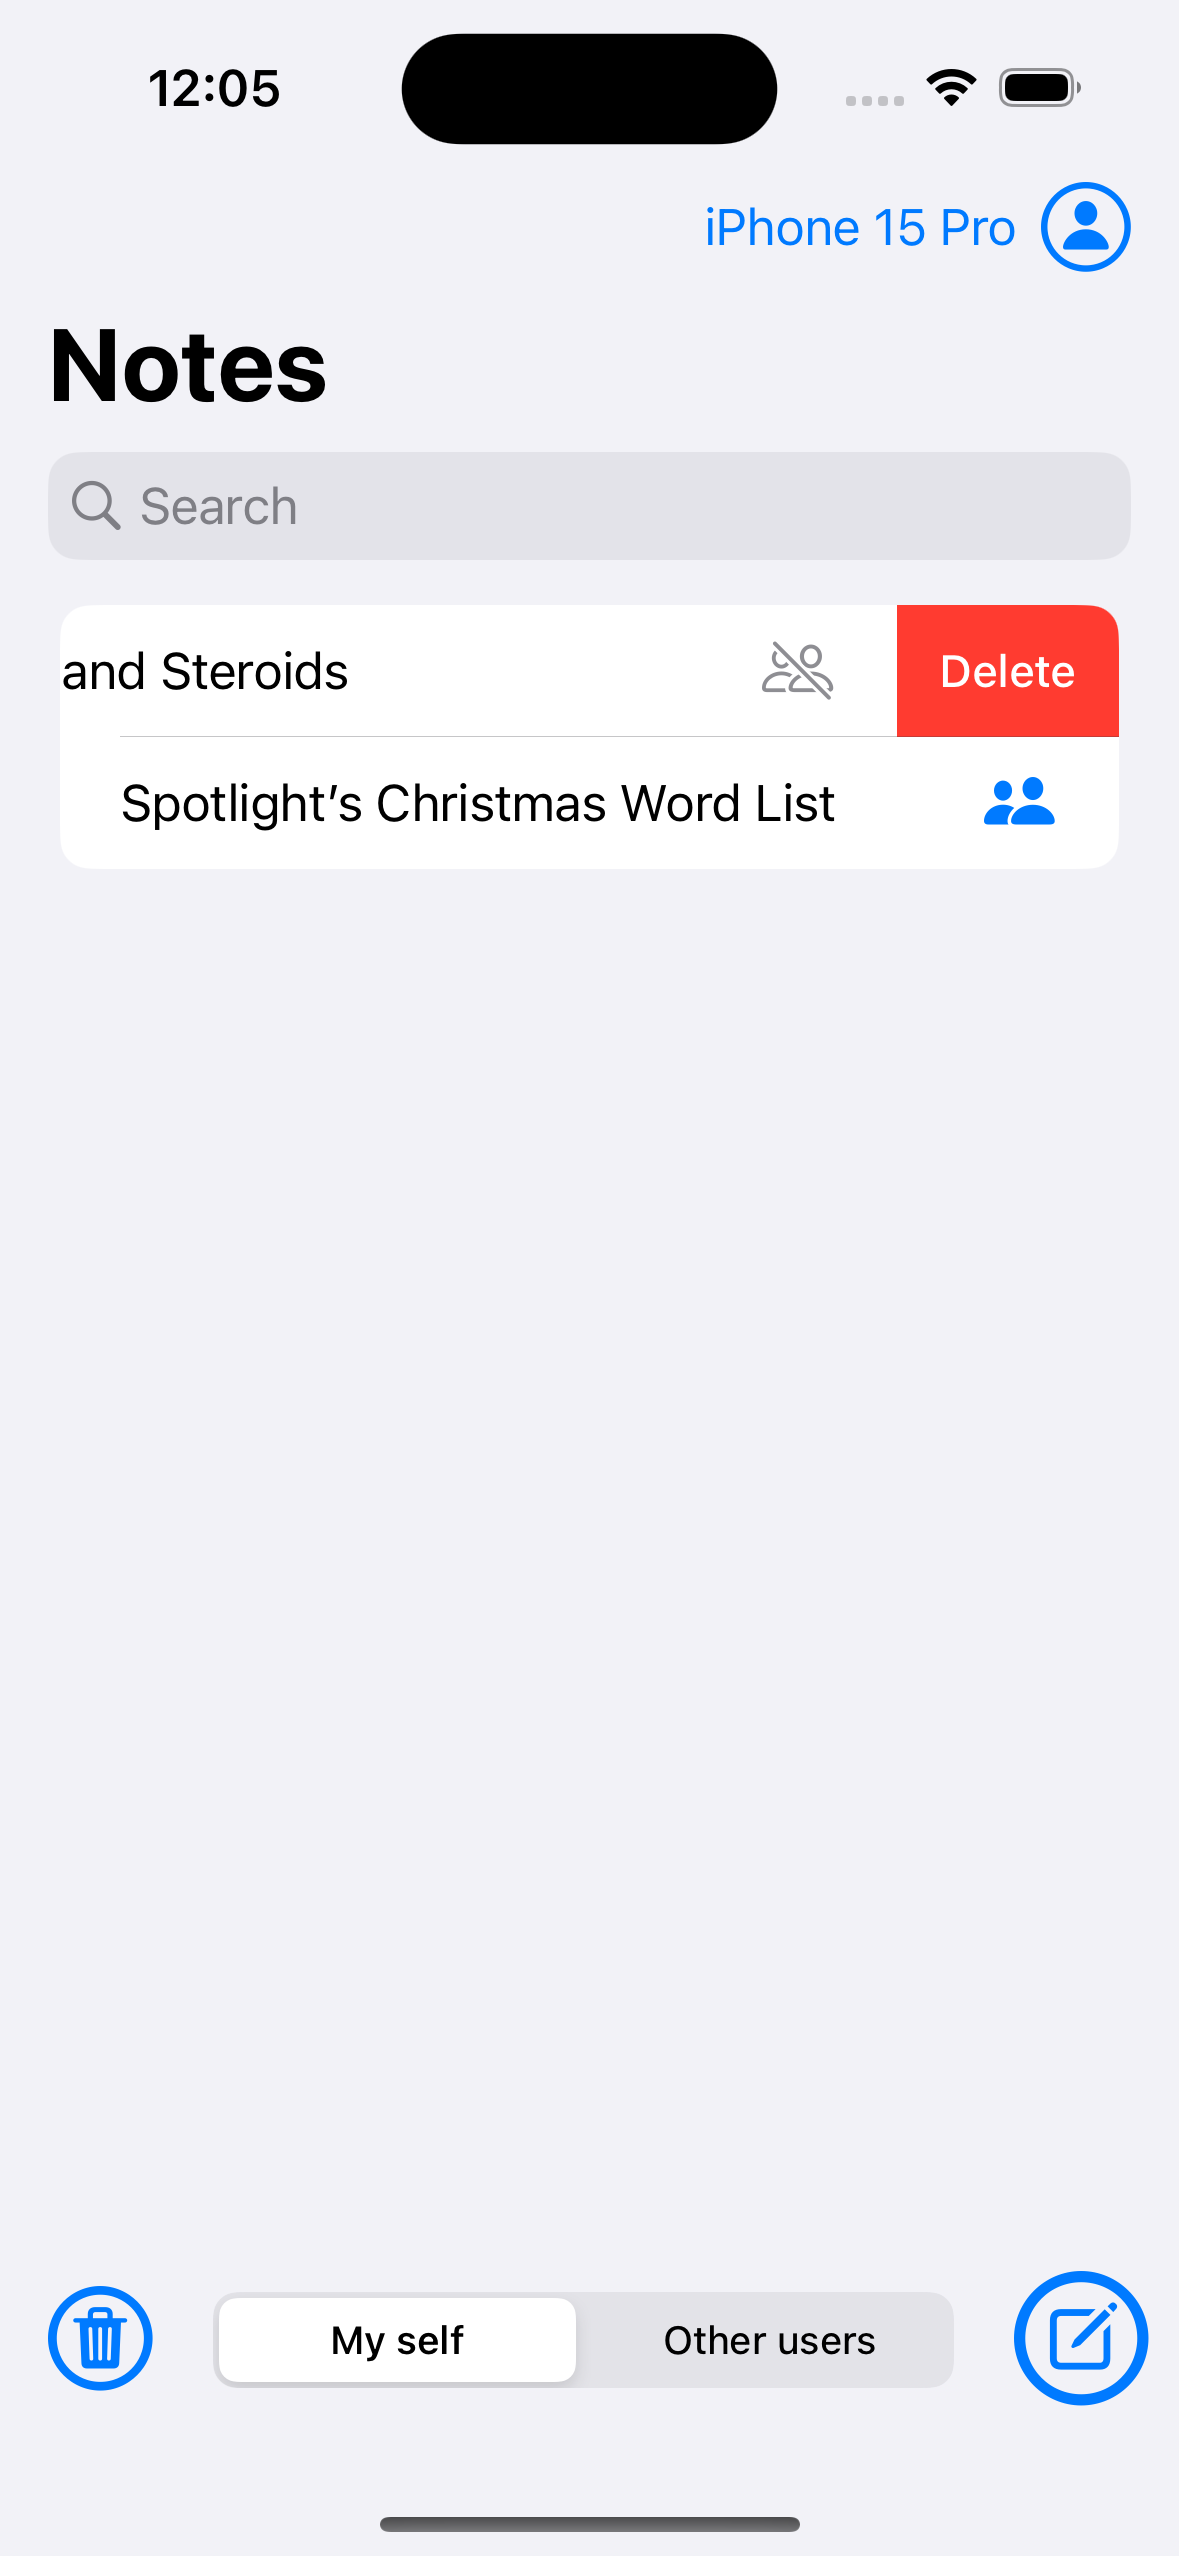 12:05
iPhone 15 Pro
Notes
Search
and Steroids
Delete
Spotlight’s Christmas Word List
My self
Other users